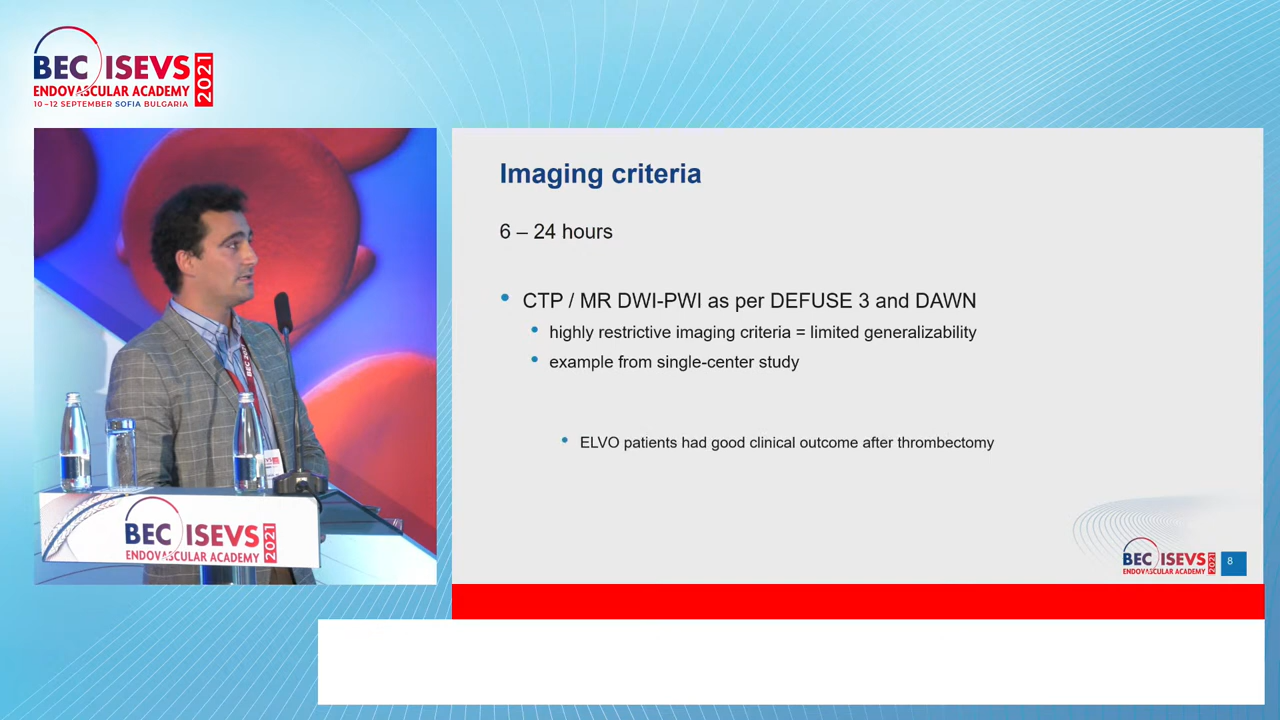 BEC ISEVS 2021
ENDOVASCULAR ACADEMY
10–12 SEPTEMBER SOFIA BULGARIA
Imaging criteria
6 – 24 hours
• CTP / MR DWI-PWI as per DEFUSE 3 and DAWN
• highly restrictive imaging criteria = limited generalizability
• example from single-center study
• ELVO patients had good clinical outcome after thrombectomy
BEC ISEVS 2021
ENDOVASCULAR ACADEMY
8
BEC ISEVS 2021
ENDOVASCULAR ACADEMY